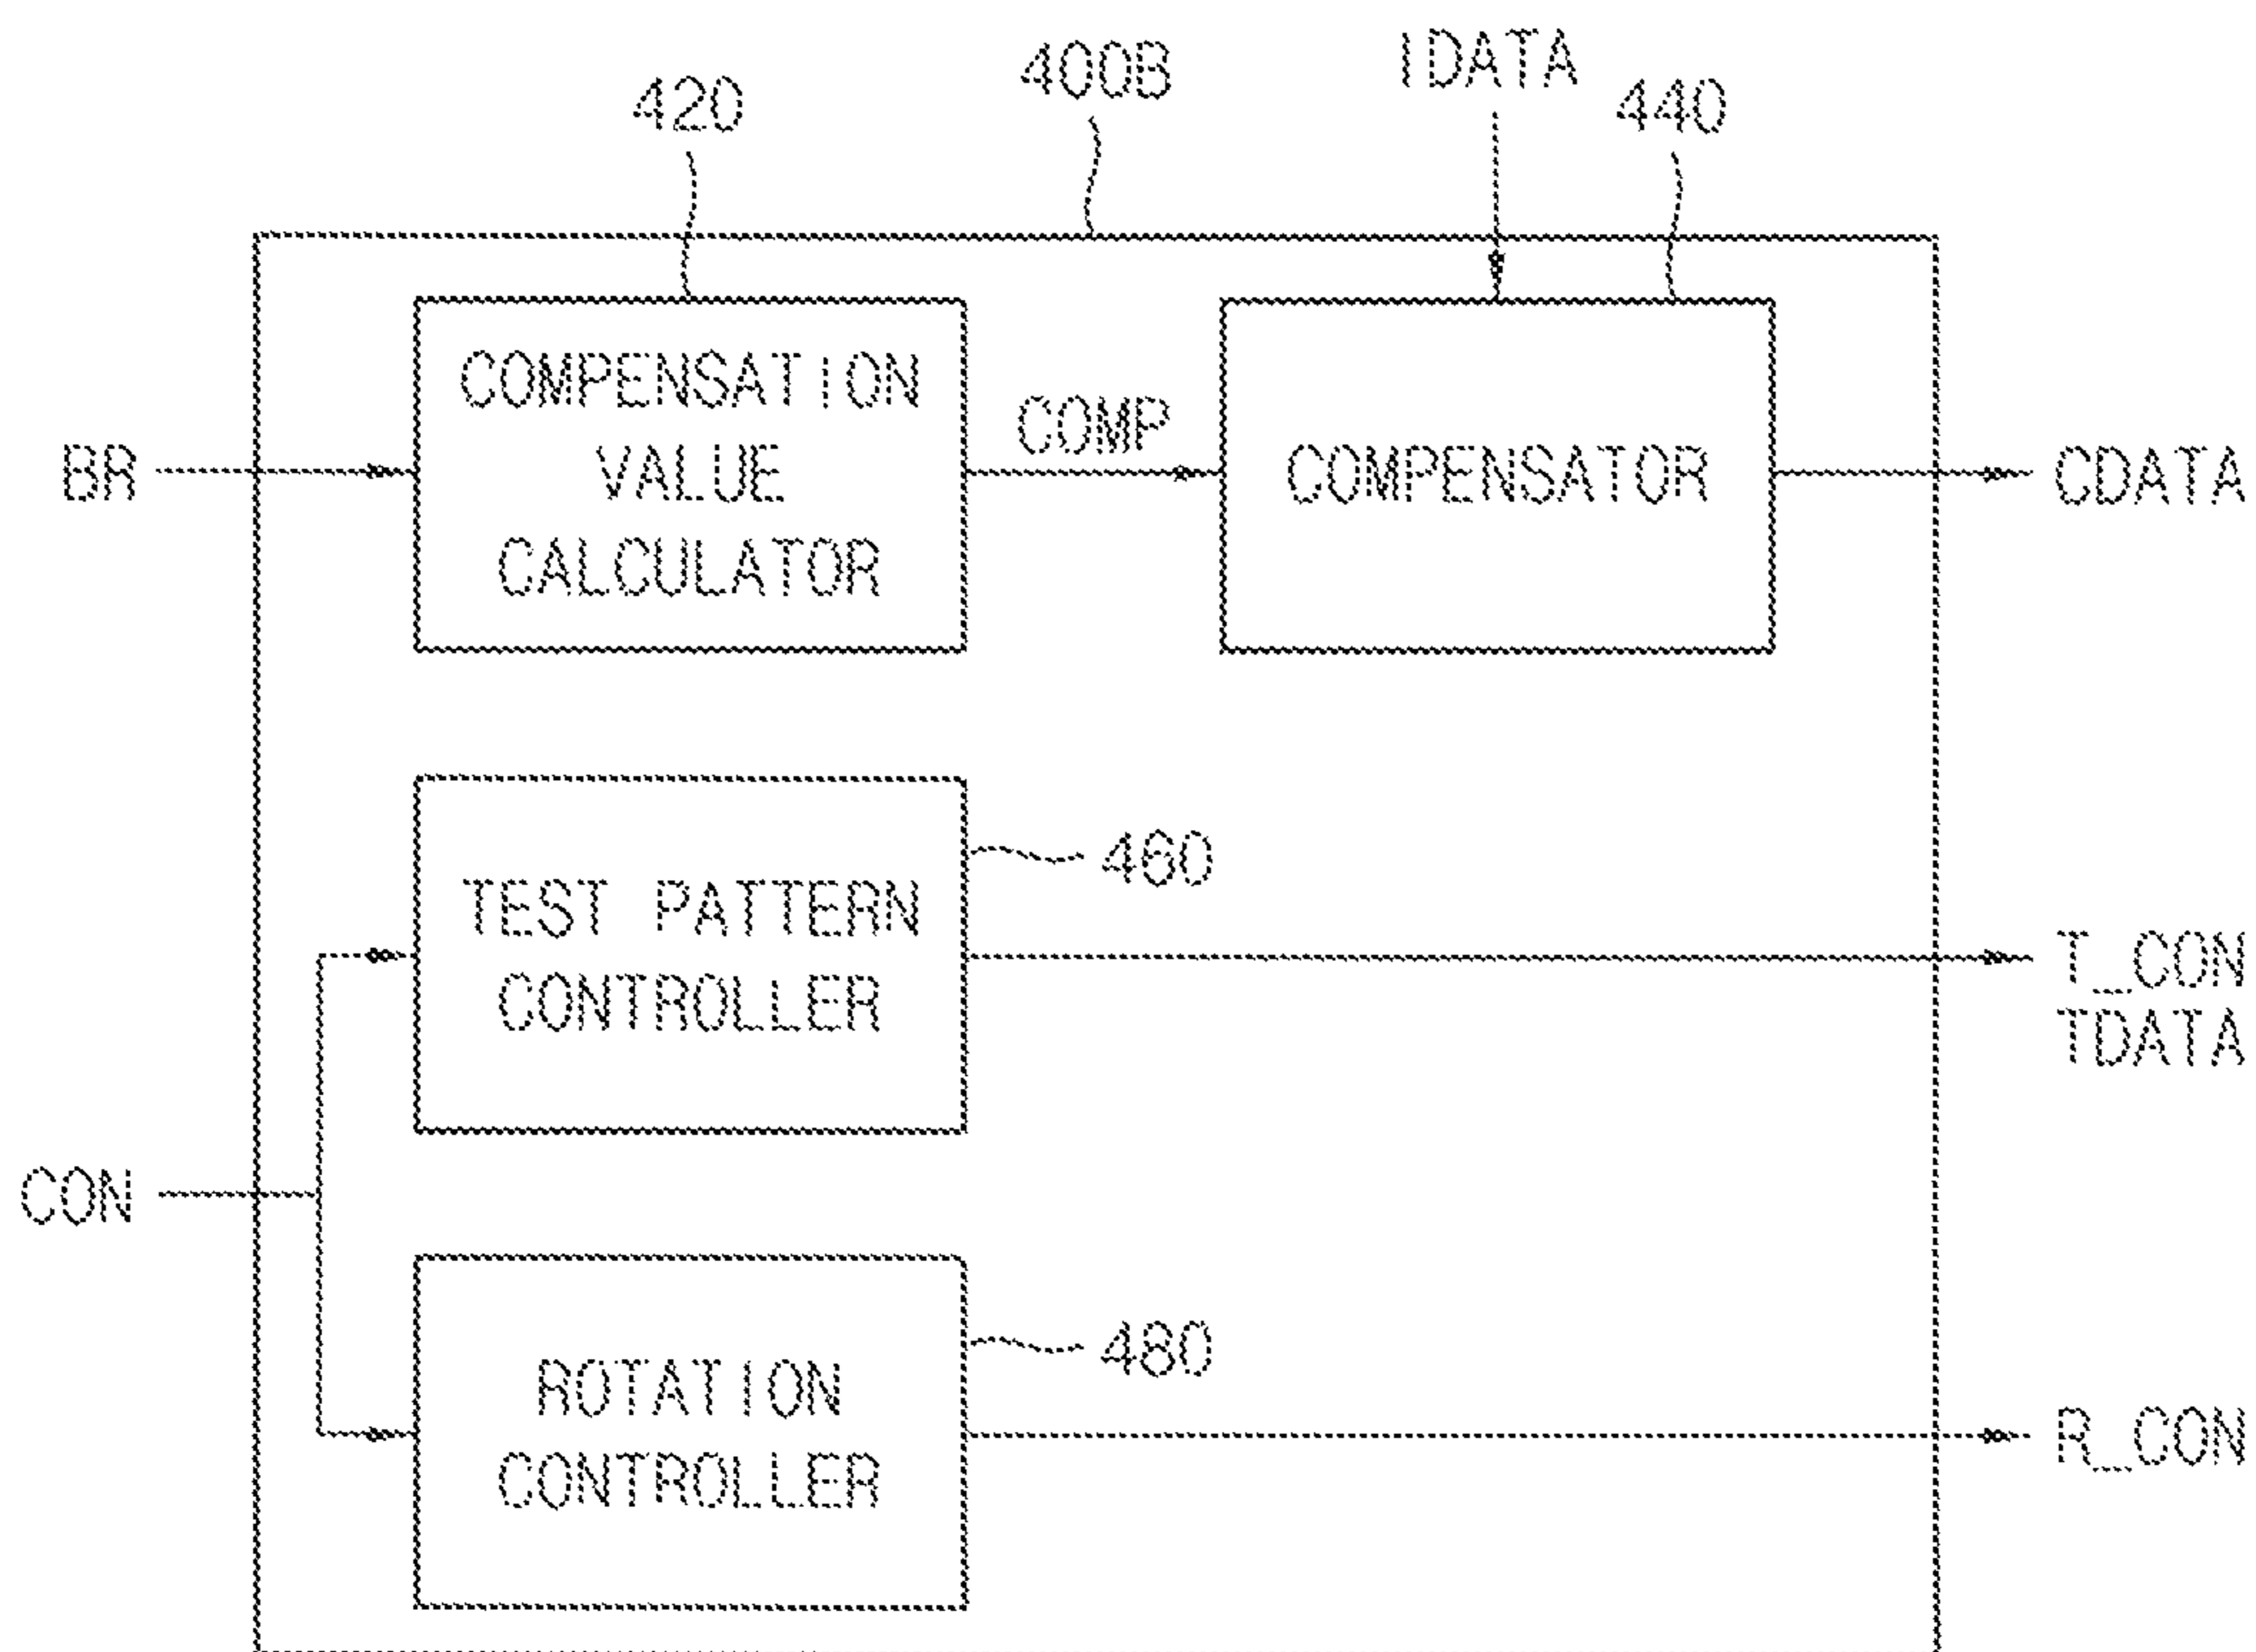 420
400B
IDATA
440
COMPENSATION
VALUE
CALCULATOR
BR
COMP
COMPENSATOR
CDATA
460
TEST PATTERN
CONTROLLER
T_CON
TDATA
CON
480
ROTATION
CONTROLLER
R_CON